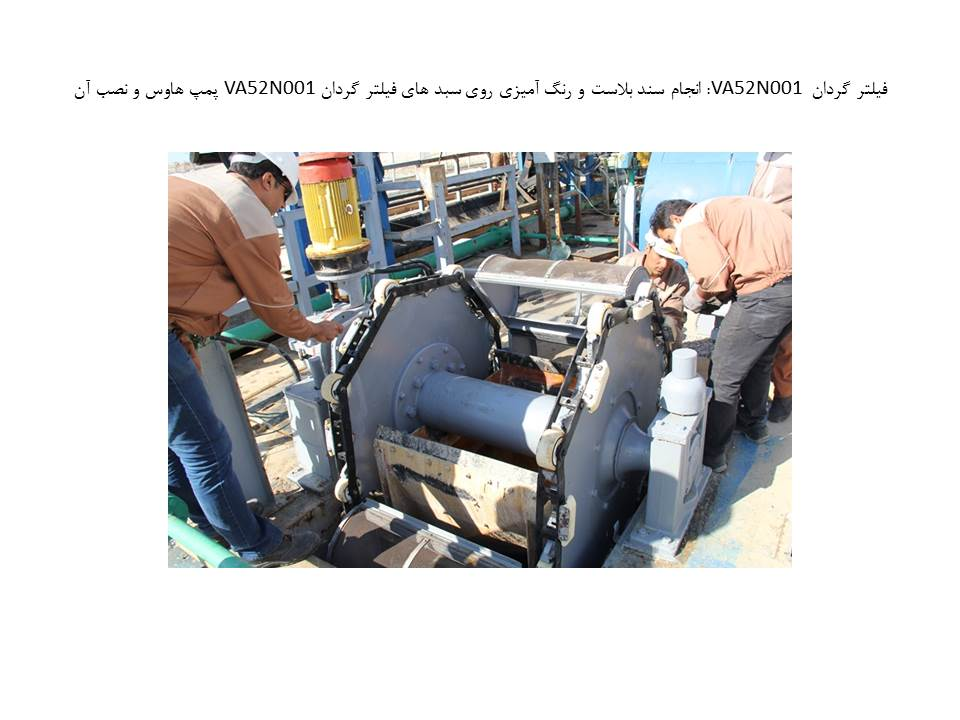 فیلتر گردان VA52N001: انجام سند بلاست و رنگ آمیزی روی سبد های فیلتر گردان VA52N001 پمپ هاوس و نصب آن